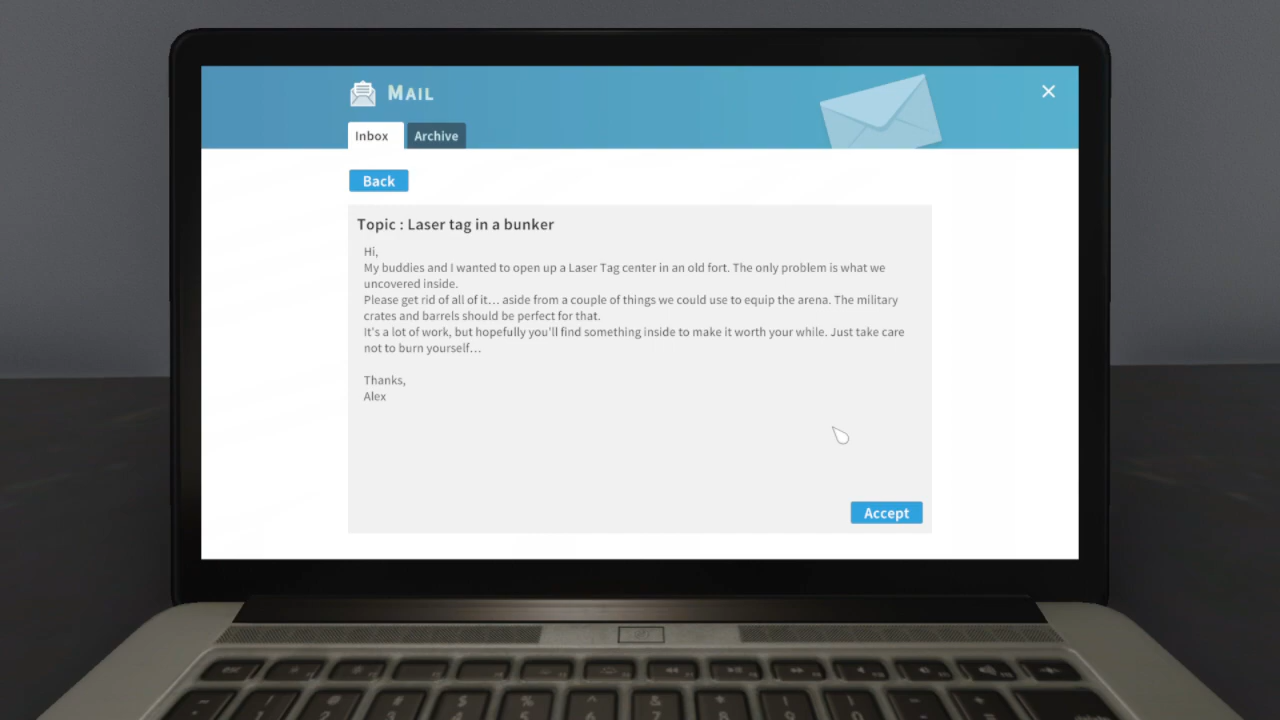 MAIL
Inbox
Archive
Back
Topic : Laser tag in a bunker
Hi,
My buddies and I wanted to open up a Laser Tag center in an old fort. The only problem is what we
uncovered inside.
Please get rid of all of it... aside from a couple of things we could use to equip the arena. The military
crates and barrels should be perfect for that.
It's a lot of work, but hopefully you'll find something inside to make it worth your while. Just take care
not to burn yourself...
Thanks,
Alex
Accept